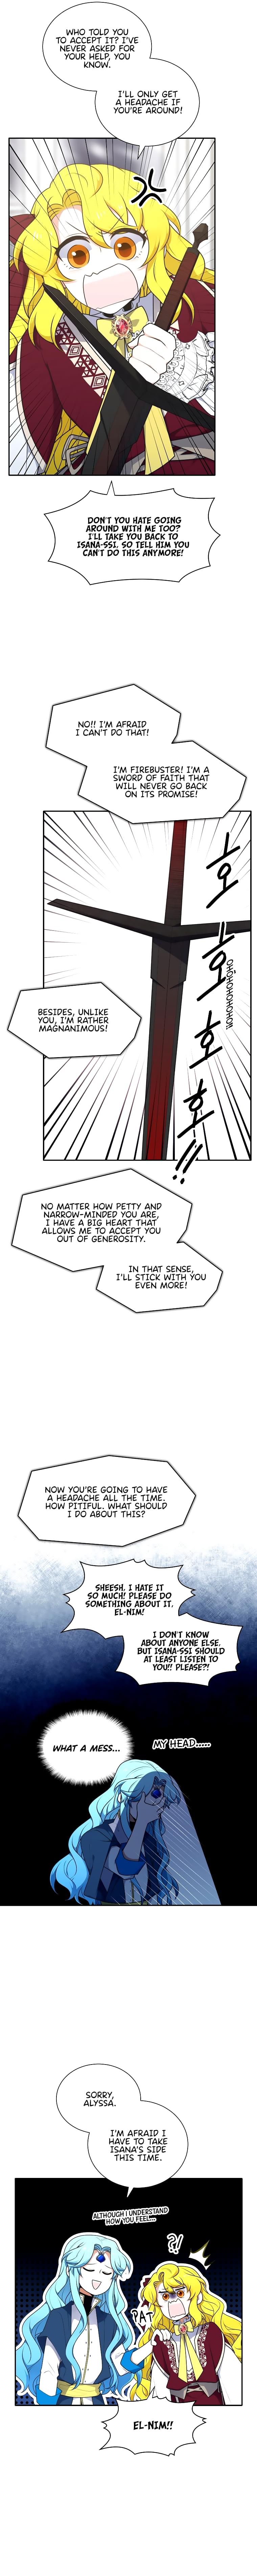 WHO TOLD YOU
TO ACCEPT IT? I'VE
NEVER ASKED FOR
YOUR HELP, YOU
KNOW.
I'LL ONLY GET
A HEADACHE IF
YOU'RE AROUND!
DON'T YOU HATE GOING
AROUND WITH ME TOO?
I'LL TAKE YOU BACK TO
ISANA-SSI. SO TELL HIM YOU
CAN'T DO THIS ANYMORE!
NO!! I'M AFRAID
I CAN'T DO THAT!
I'M FIREBUSTER! I'M A
SWORD OF FAITH THAT
WILL NEVER GO BACK
ON ITS PROMISE!
호
호
호
호
!!
OHOHOHOHOHO!!
BESIDES, UNLIKE
YOU, I'M RATHER
MAGNANIMOUS!
NO MATTER HOW PETTY AND
NARROW-MINDED YOU ARE,
I HAVE A BIG HEART THAT
ALLOWS ME TO ACCEPT YOU
OUT OF GENEROSITY.
IN THAT SENSE,
I'LL STICK WITH YOU
EVEN MORE!
NOW YOU'RE GOING TO HAVE
A HEADACHE ALL THE TIME.
HOW PITIFUL. WHAT SHOULD
I DO ABOUT THIS?
SHEESH, I HATE IT
SO MUCH! PLEASE DO
SOMETHING ABOUT IT,
EL-NIM!
I DON'T KNOW
ABOUT ANYONE ELSE,
BUT ISANA-SSI SHOULD
AT LEAST LISTEN TO
YOU!! PLEASE?!
WHAT A MESS...
MY HEAD.....
SORRY,
ALYSSA.
I'M AFRAID I
HAVE TO TAKE
ISANA'S SIDE
THIS TIME.
ALTHOUGH I UNDERSTAND
HOW YOU FEEL...
?!
PAT
EL-NIM!!